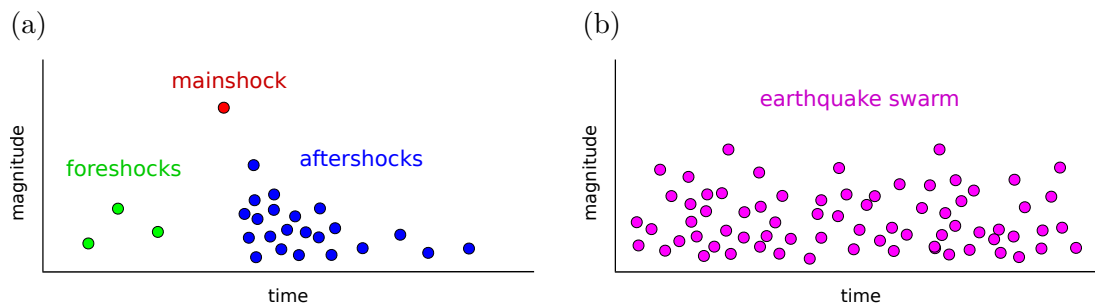 (a)
mainshock
foreshocks
aftershocks
magnitude
time
(b)
earthquake swarm
magnitude
time